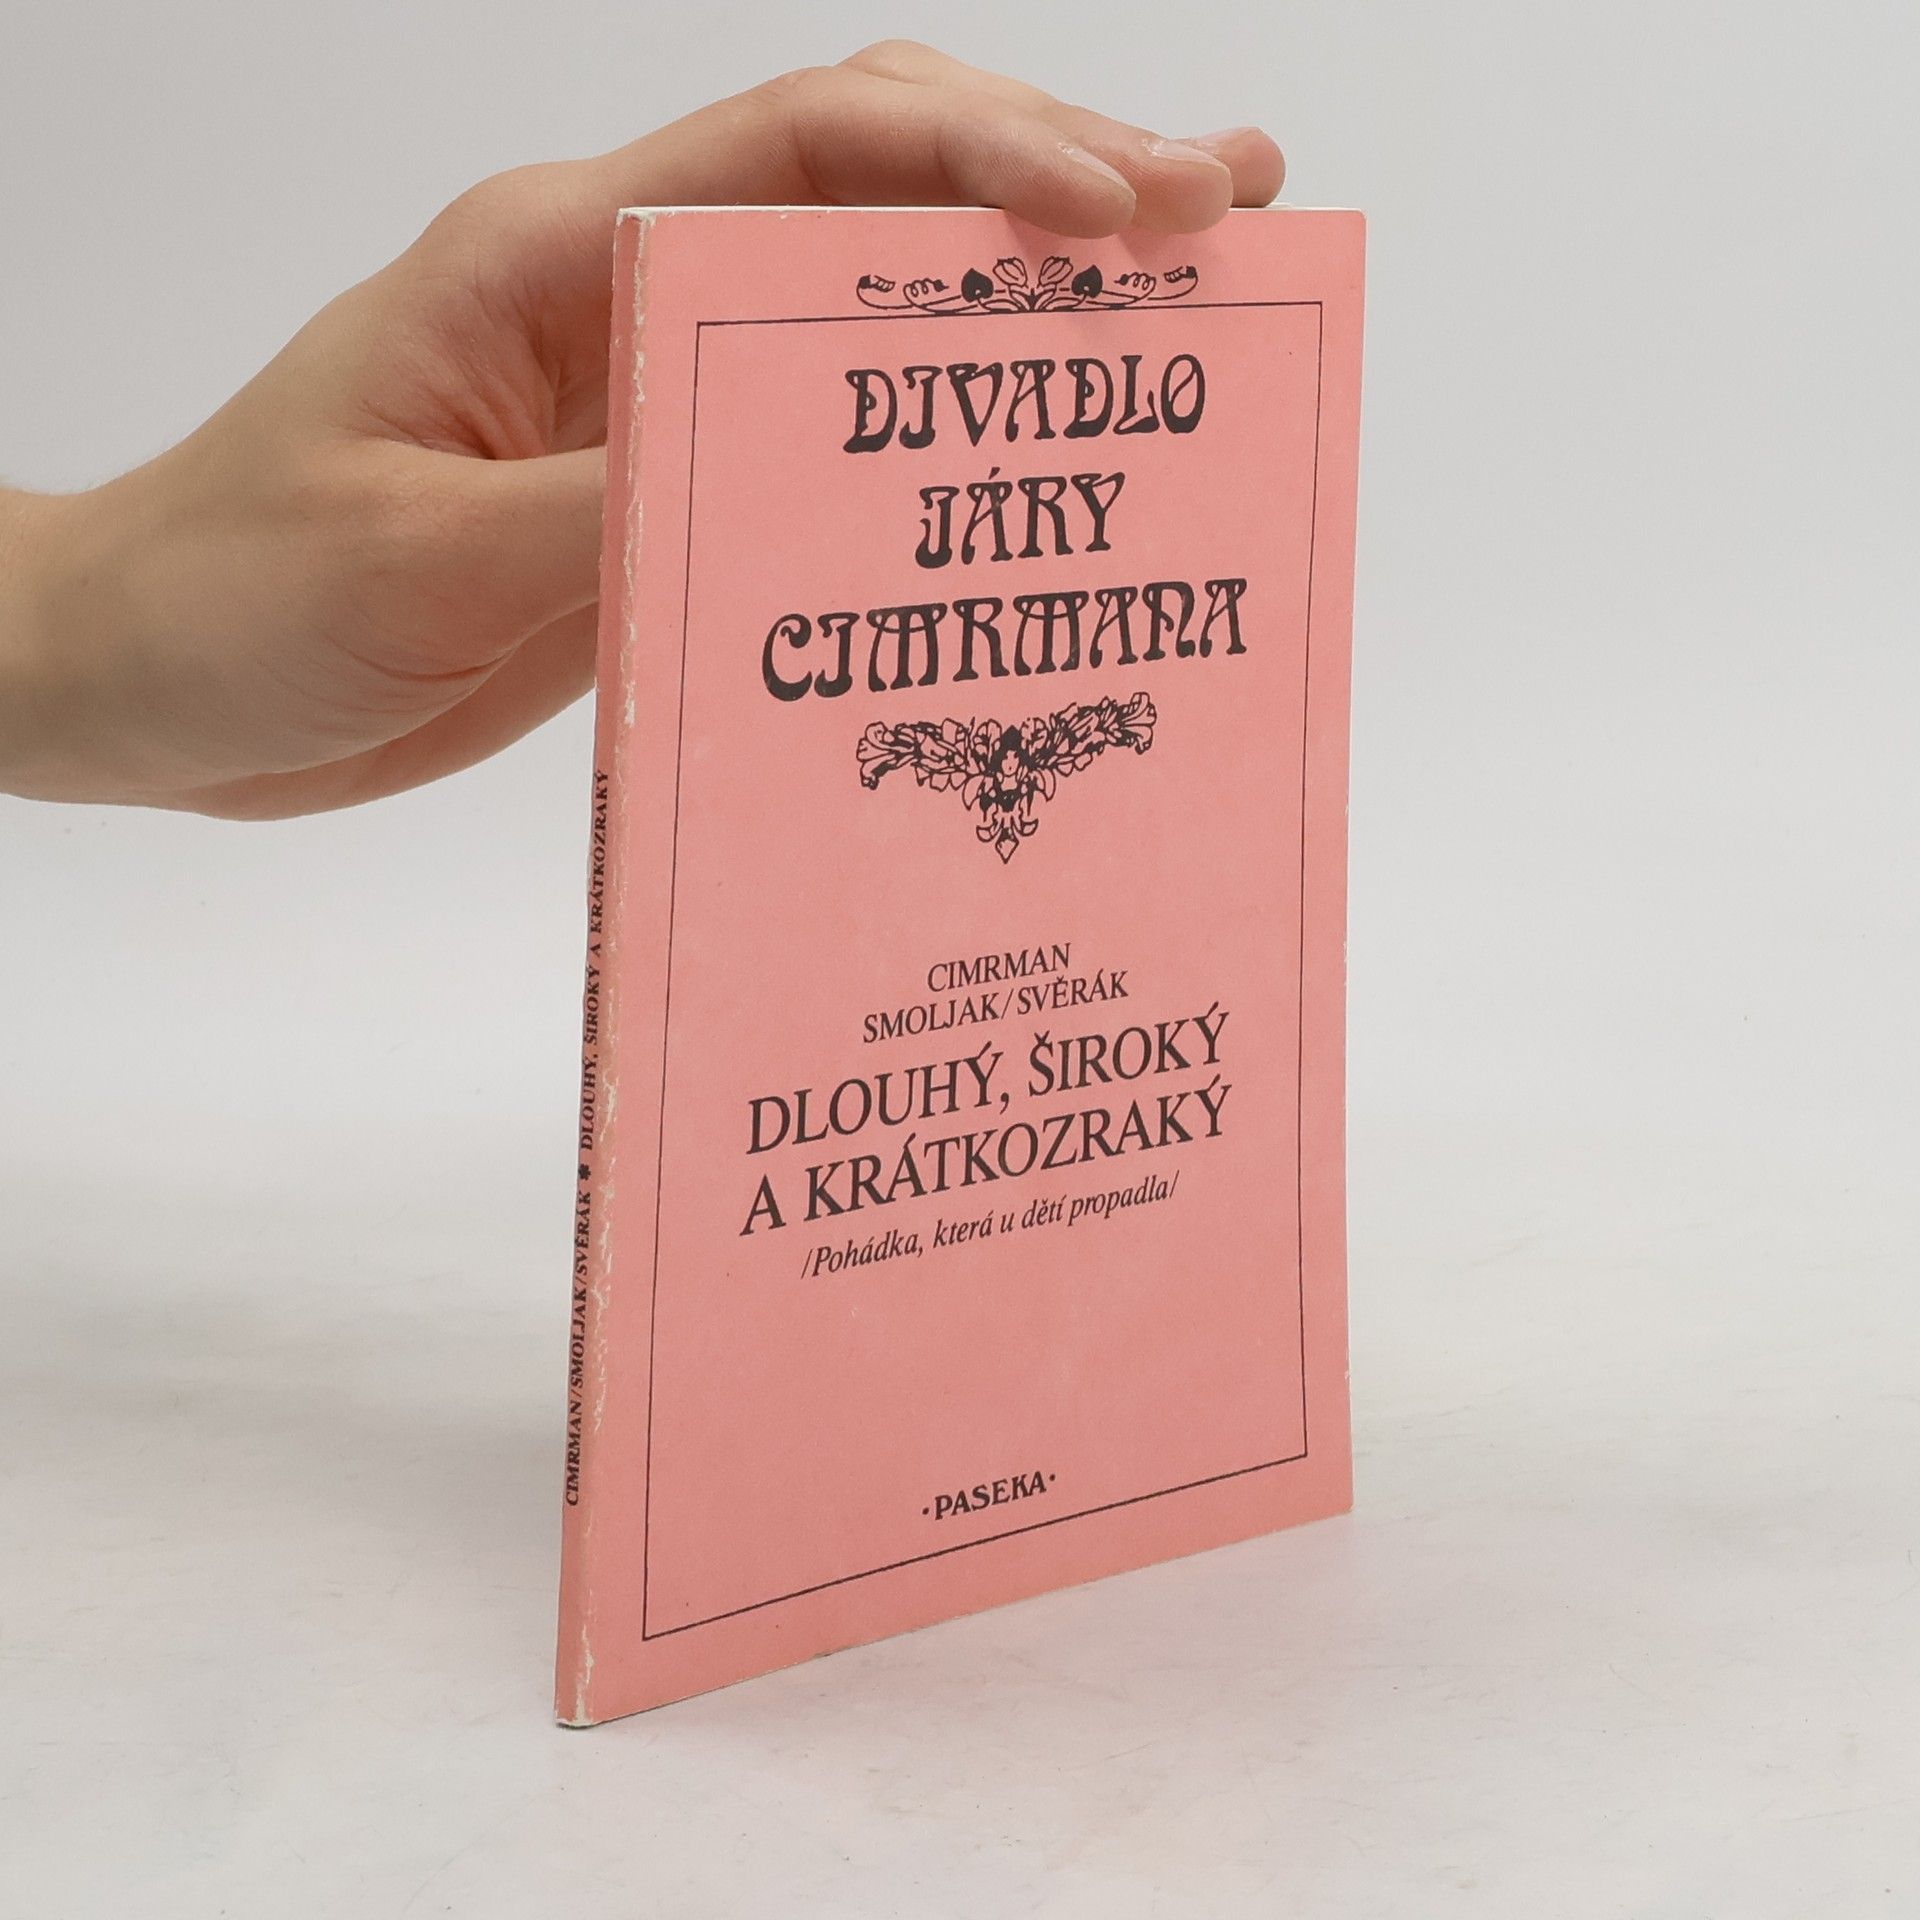 DIVADLO
JÁRY
CIMRMANA
CIMRMAN
SMOLJAK/SVĚRÁK
DLOUHÝ, ŠIROKÝ
A KRÁTKOZRAKÝ
/Pohádka, která u dětí propadla/
·PASEKA·
CIMRMAN/SMOLJAK/SVĚRÁK ✽ DLOUHÝ, ŠIROKÝ A KRÁTKOZRAKÝ